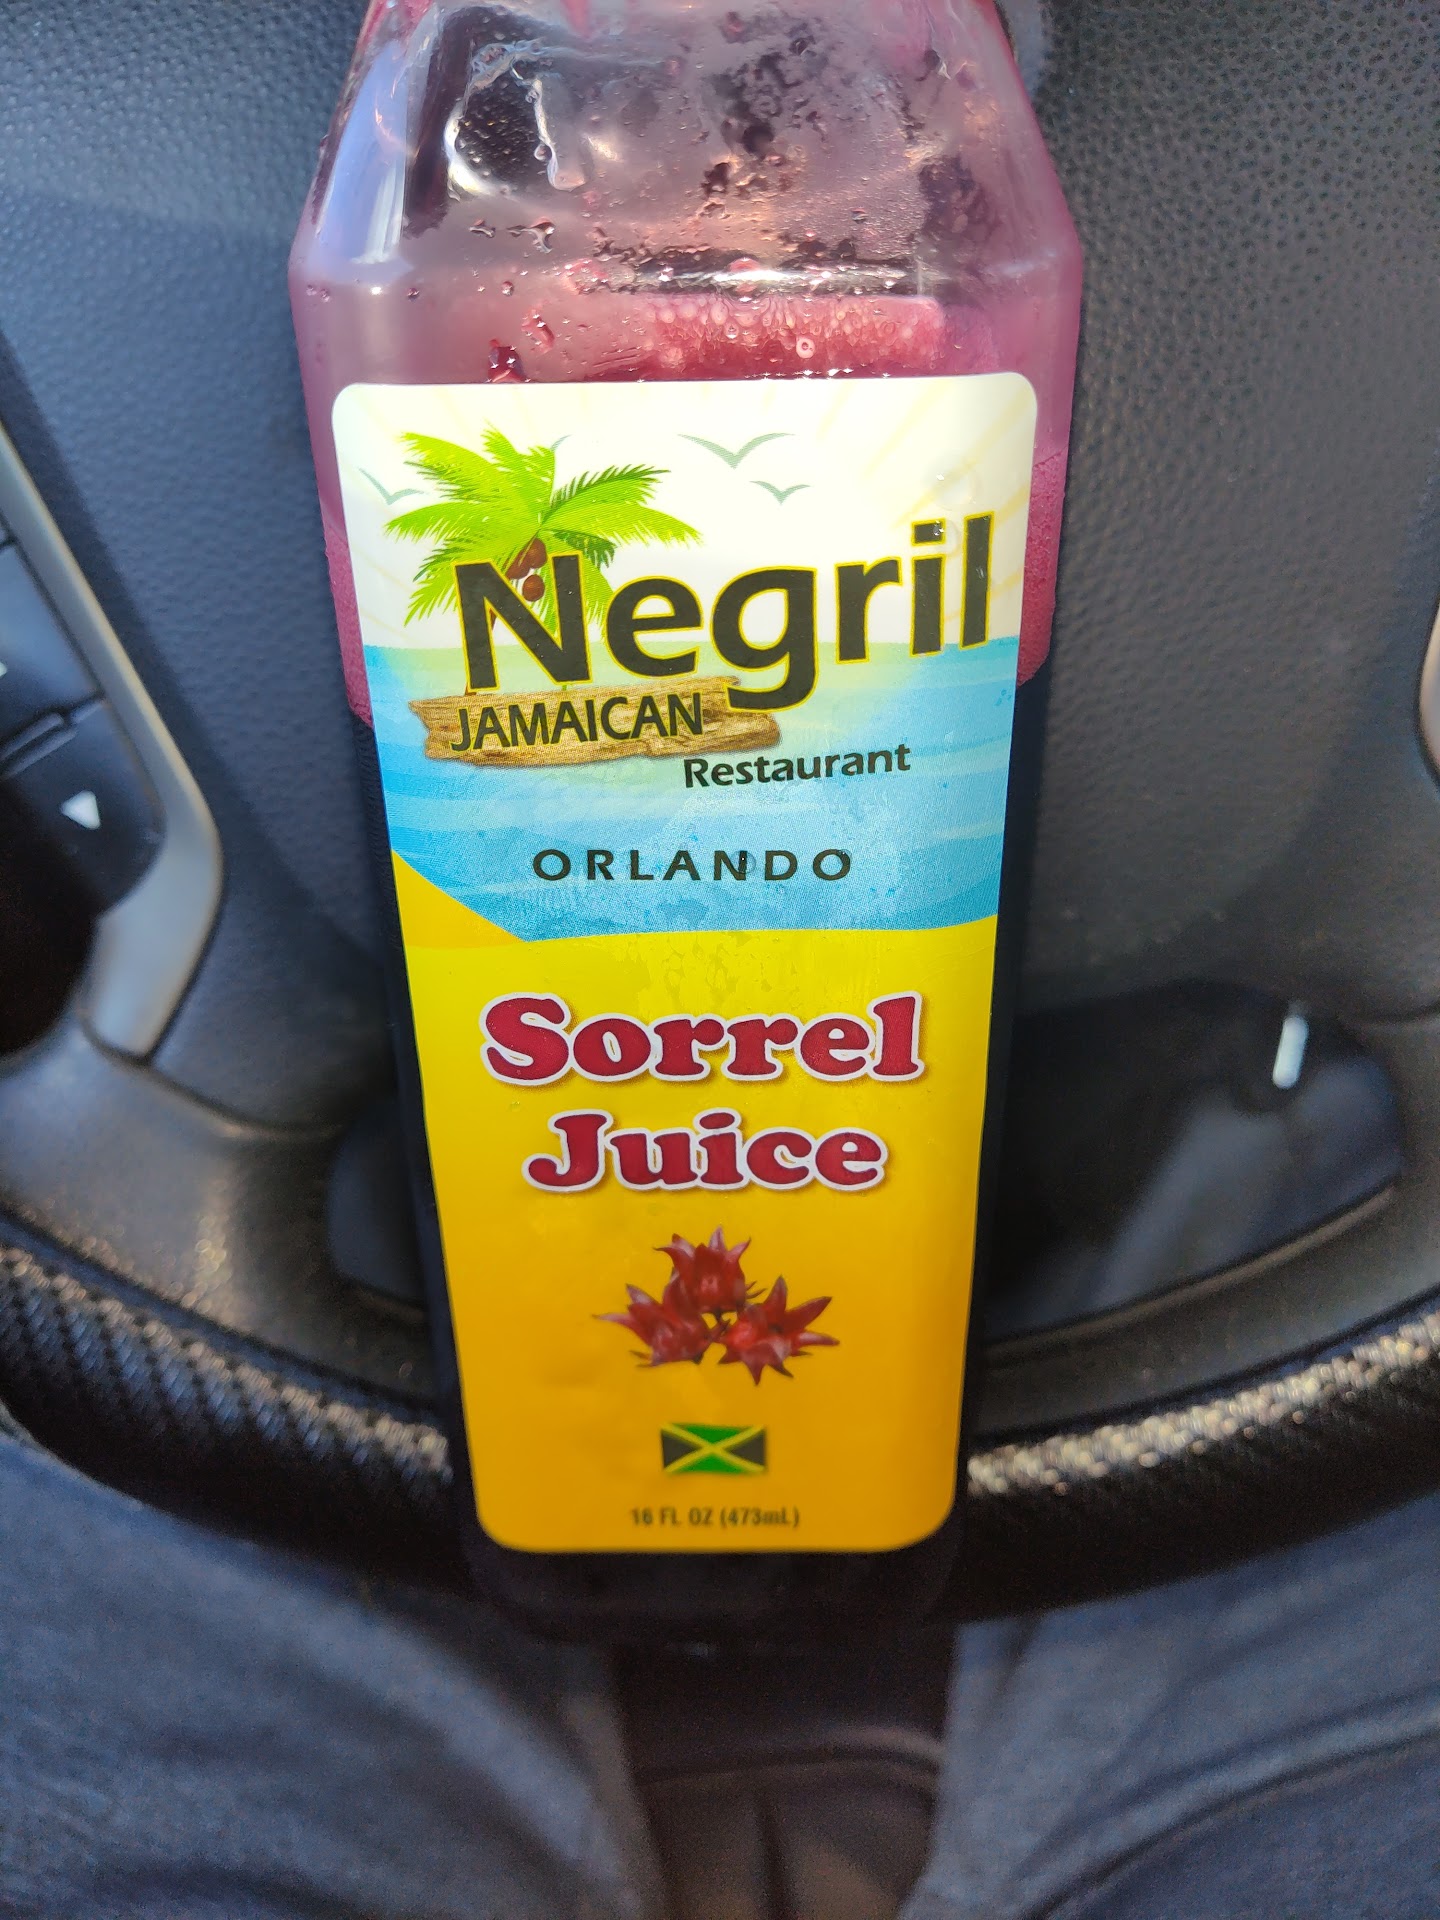 Negril
JAMAICAN
Restaurant
ORLANDO
Sorrel
Juice
16 FL OZ (473mL)